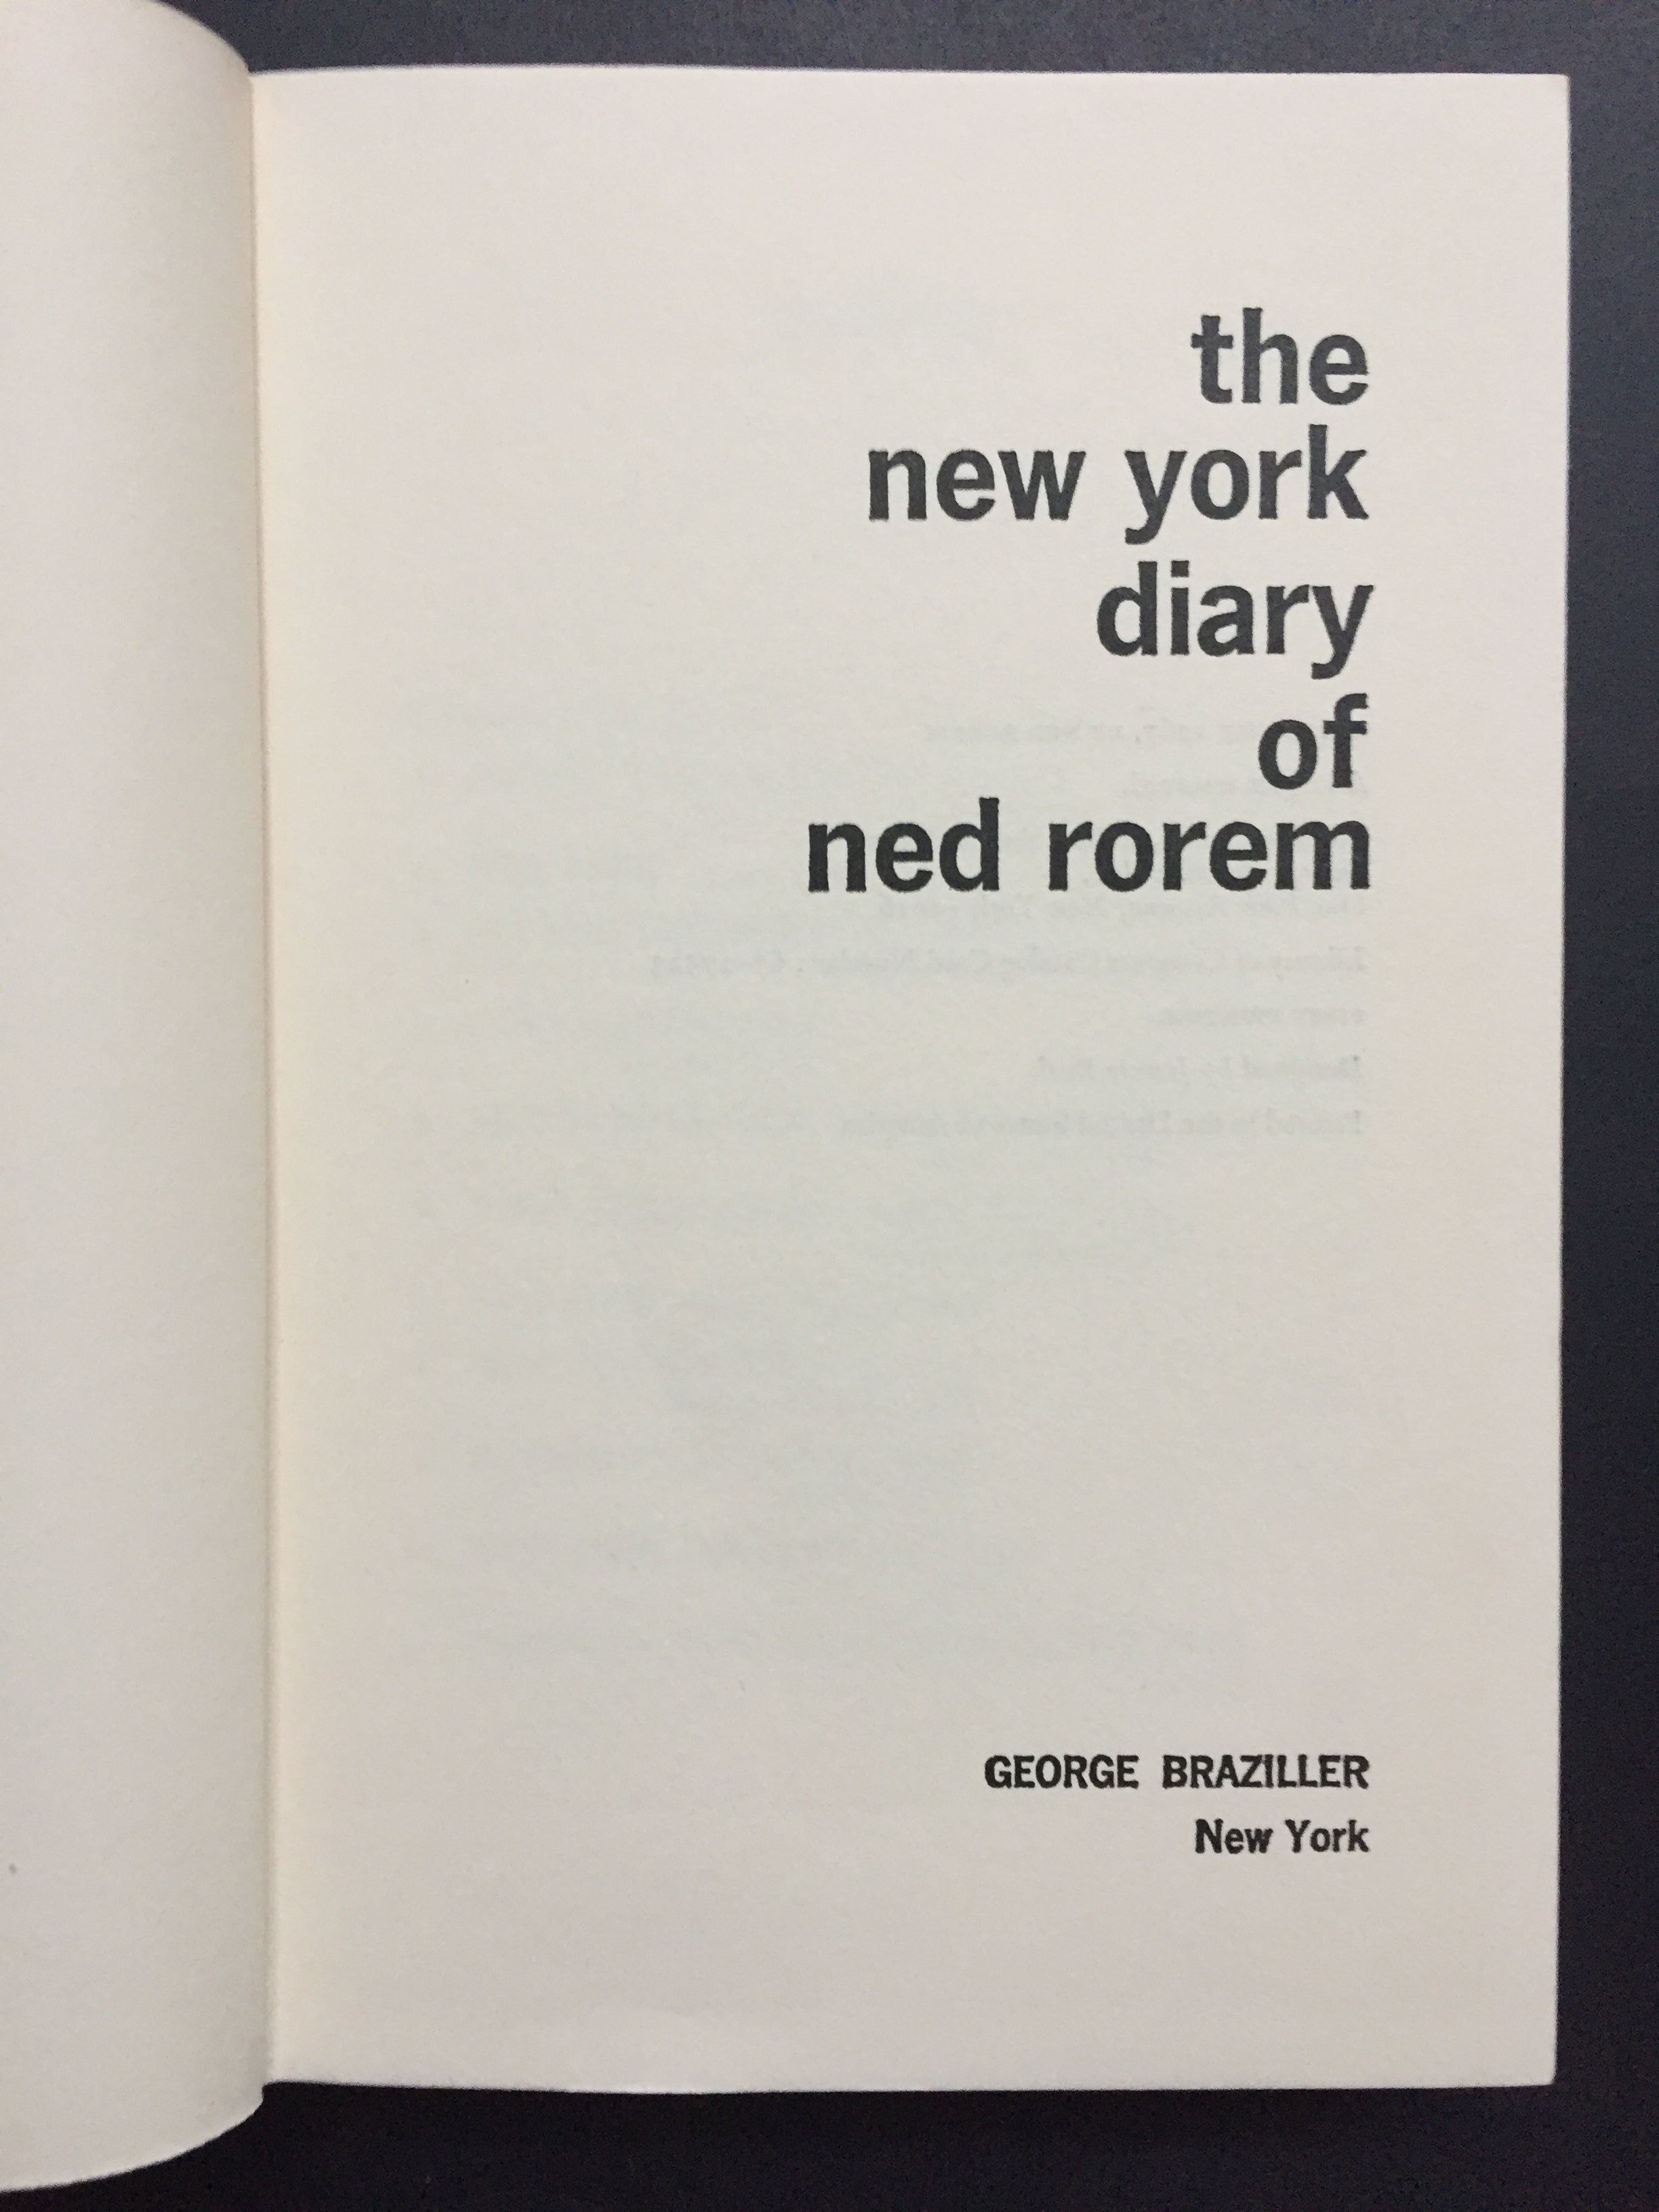 the
new york
diary
of
ned rorem
GEORGE BRAZILLER
New York